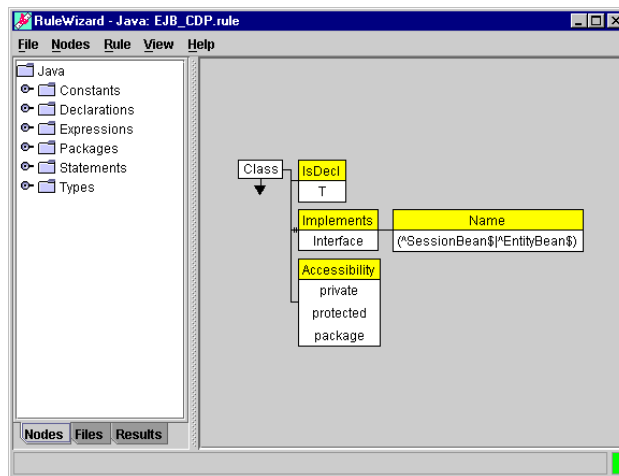 RuleWizard - Java: EJB_CDP.rule
File Nodes Rule View Help
Java
Constants
Declarations
Expressions
Packages
Statements
Types
Class
IsDecl
T
Implements
Interface
Name
(^SessionBean$|^EntityBean$)
Accessibility
private
protected
package
Nodes Files Results